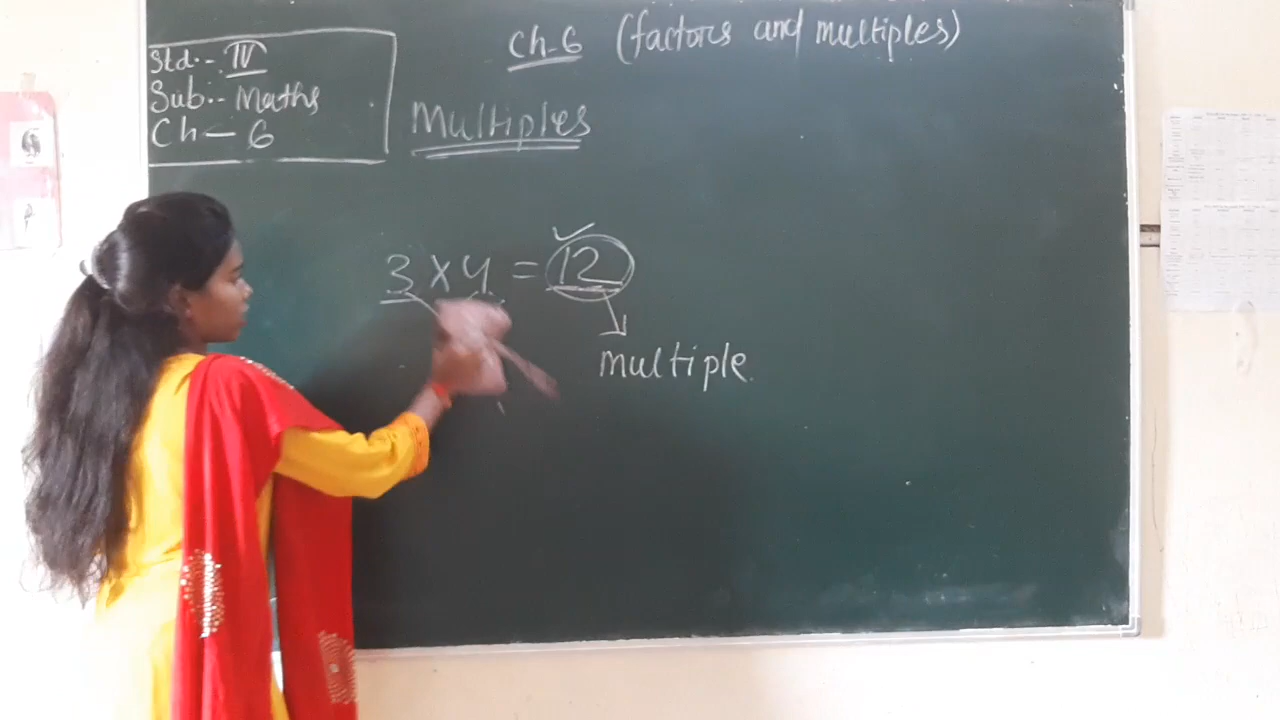 Ch-6 (factors and multiples)
Std:- IV
Sub:- Maths
Ch- 6
Multiples
3 x 4 = 12
multiple